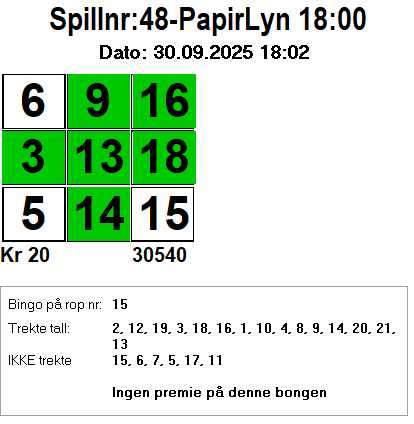 Spillnr:48-PapirLyn 18:00
Dato: 30.09.2025 18:02
6 9 16
3 13 18
5 14 15
Kr 20 30540
Bingo på rop nr: 15
Trekte tall: 2, 12, 19, 3, 18, 16, 1, 10, 4, 8, 9, 14, 20, 21,
13
IKKE trekte 15, 6, 7, 5, 17, 11
Ingen premie på denne bongen